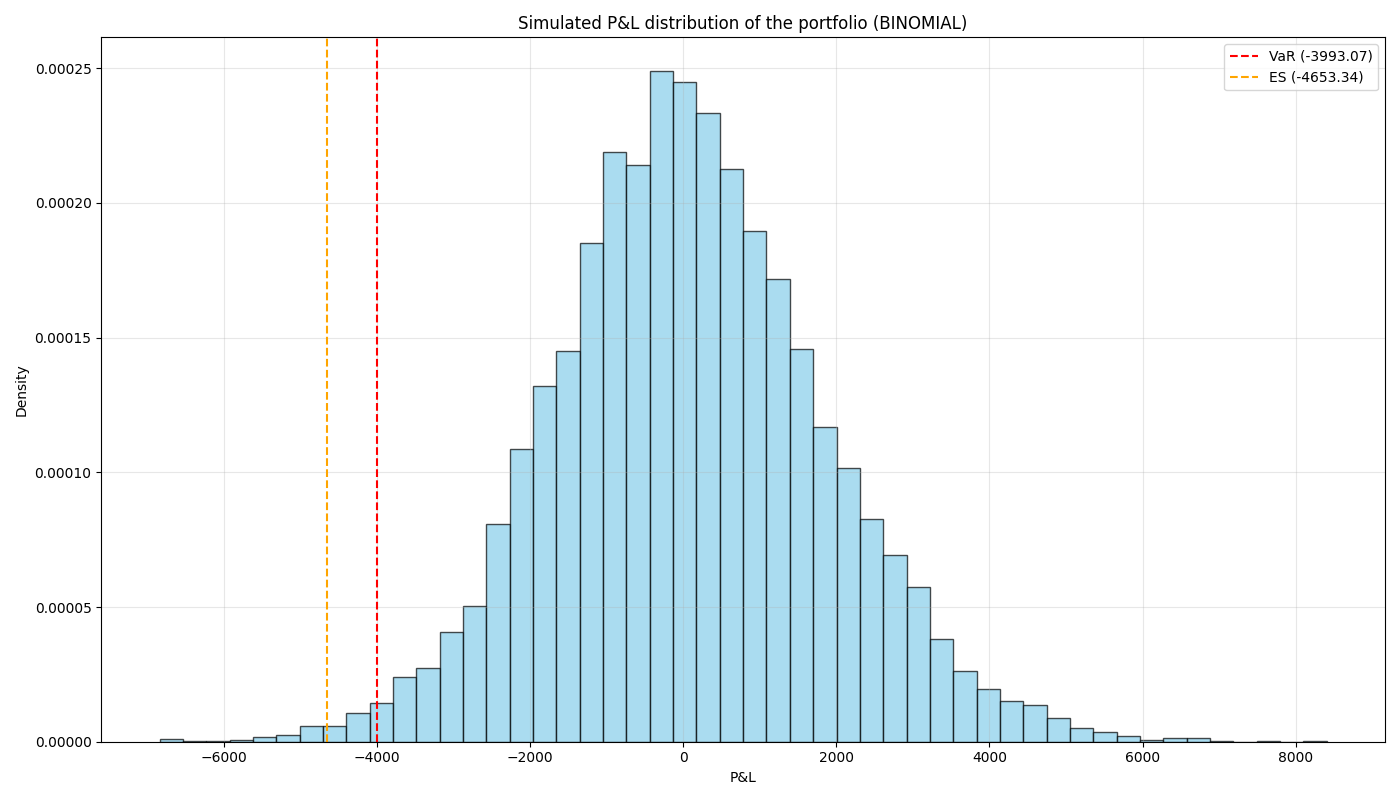 Simulated P&L distribution of the portfolio (BINOMIAL)
VaR (-3993.07)
ES (-4653.34)
0.00025
0.00020
0.00015
0.00010
0.00005
0.00000
Density
−6000 −4000 −2000 0 2000 4000 6000 8000
P&L